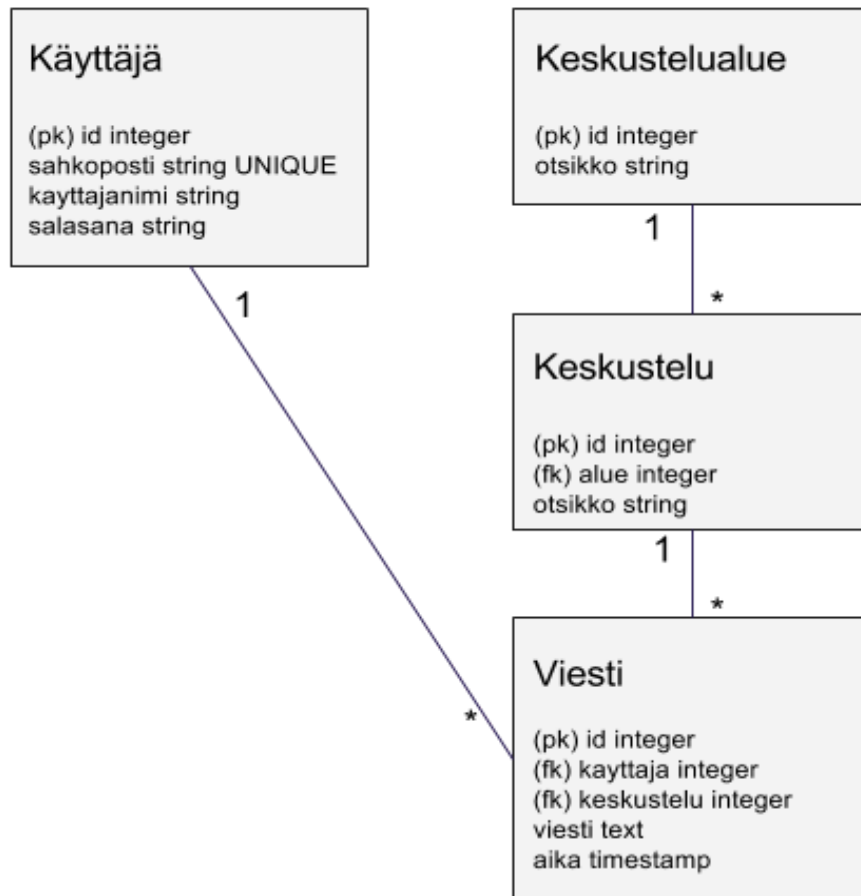 Käyttäjä
(pk) id integer
sahkoposti string UNIQUE
kayttajanimi string
salasana string
1
*
Keskustelualue
(pk) id integer
otsikko string
1
*
Keskustelu
(pk) id integer
(fk) alue integer
otsikko string
1
*
Viesti
(pk) id integer
(fk) kayttaja integer
(fk) keskustelu integer
viesti text
aika timestamp